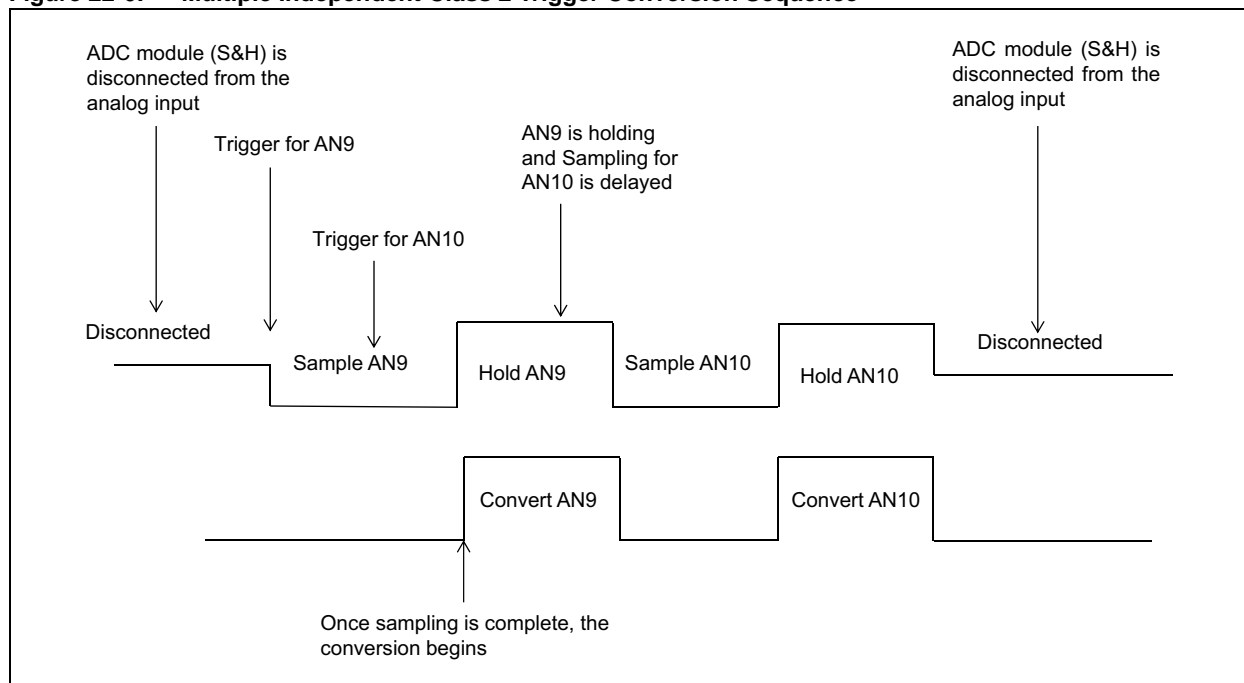 Multiple Independent Class 2 Trigger Conversion Sequence
ADC module (S&H) is
disconnected from the
analog input
ADC module (S&H) is
disconnected from the
analog input
Trigger for AN9
AN9 is holding
and Sampling for
AN10 is delayed
Trigger for AN10
Disconnected
Sample AN9
Hold AN9
Sample AN10
Hold AN10
Disconnected
Convert AN9
Convert AN10
Once sampling is complete, the
conversion begins